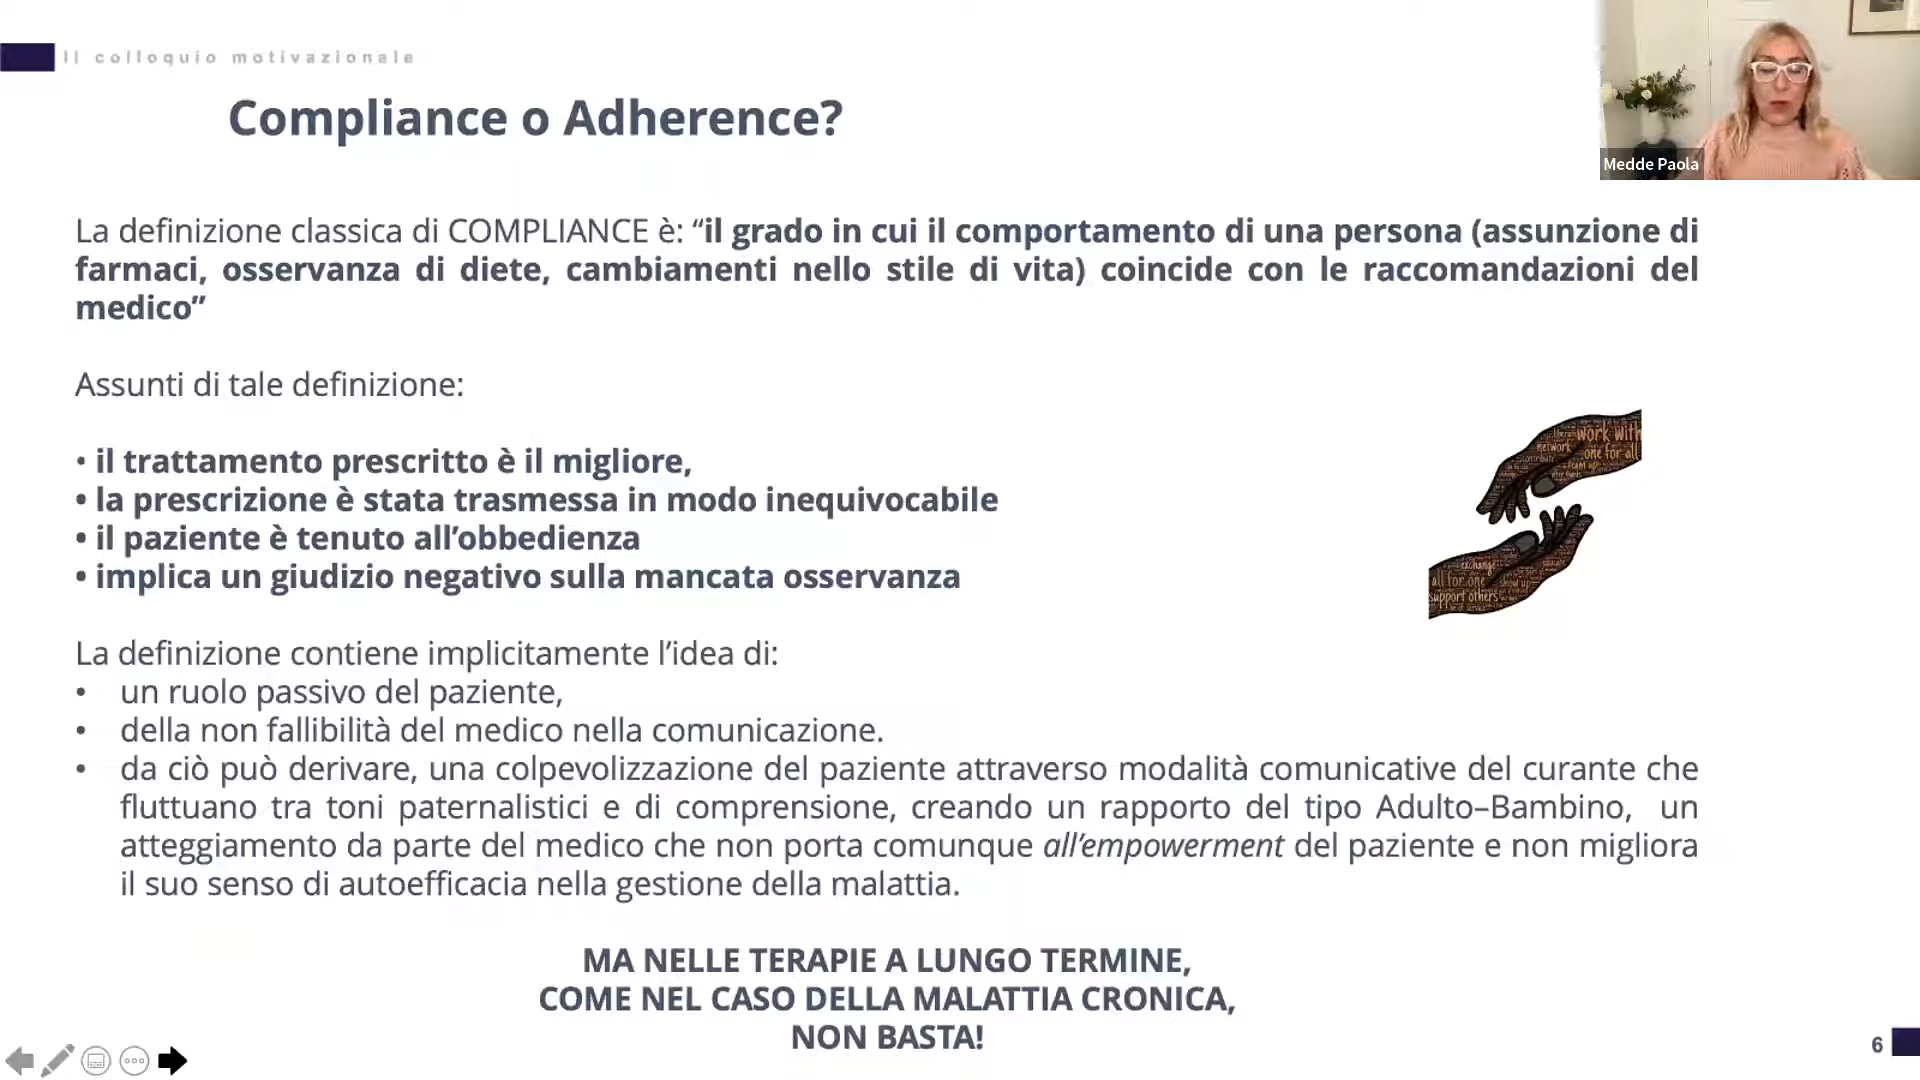 Il colloquio motivazionale
Compliance o Adherence?
Medde Paola
La definizione classica di COMPLIANCE è: “il grado in cui il comportamento di una persona (assunzione di
farmaci, osservanza di diete, cambiamenti nello stile di vita) coincide con le raccomandazioni del
medico”
Assunti di tale definizione:
• il trattamento prescritto è il migliore,
• la prescrizione è stata trasmessa in modo inequivocabile
• il paziente è tenuto all’obbedienza
• implica un giudizio negativo sulla mancata osservanza
work with
network
one for all
exchange
all for one
show up
support others
La definizione contiene implicitamente l’idea di:
• un ruolo passivo del paziente,
• della non fallibilità del medico nella comunicazione.
• da ciò può derivare, una colpevolizzazione del paziente attraverso modalità comunicative del curante che
fluttuano tra toni paternalistici e di comprensione, creando un rapporto del tipo Adulto–Bambino, un
atteggiamento da parte del medico che non porta comunque all’empowerment del paziente e non migliora
il suo senso di autoefficacia nella gestione della malattia.
MA NELLE TERAPIE A LUNGO TERMINE,
COME NEL CASO DELLA MALATTIA CRONICA,
NON BASTA!
6